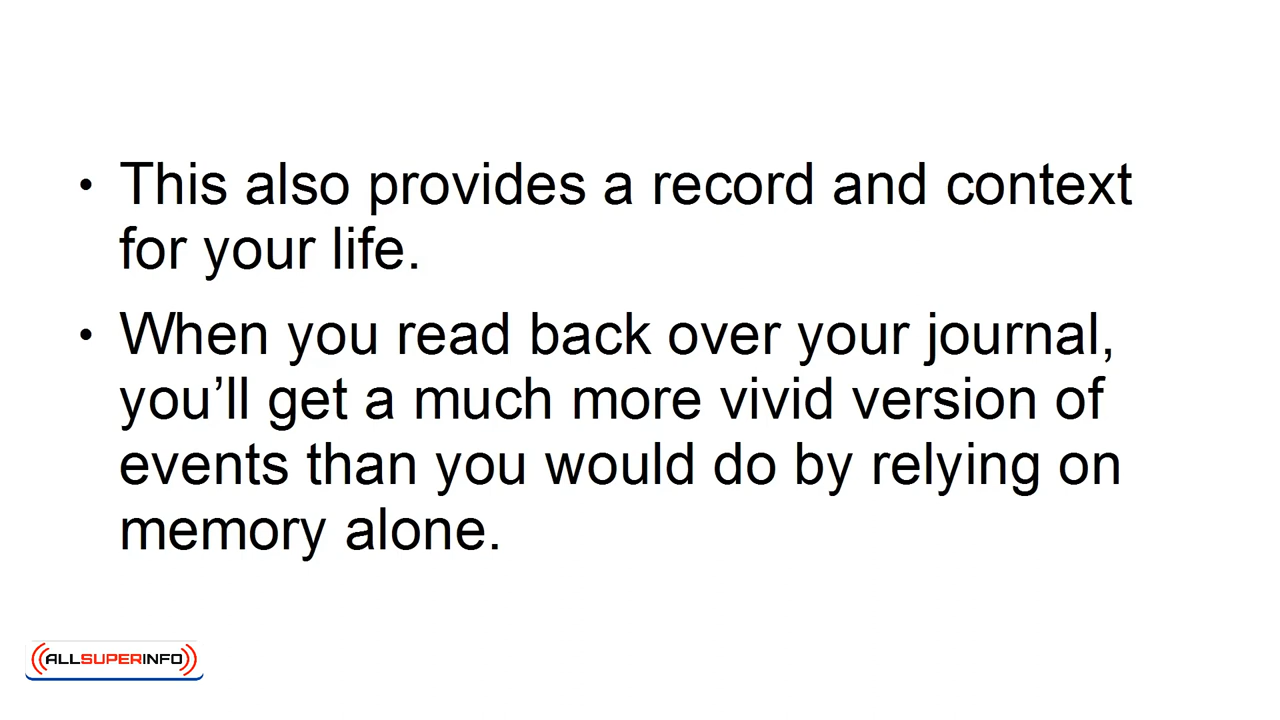 • This also provides a record and context
for your life.
• When you read back over your journal,
you’ll get a much more vivid version of
events than you would do by relying on
memory alone.
ALLSUPERINFO